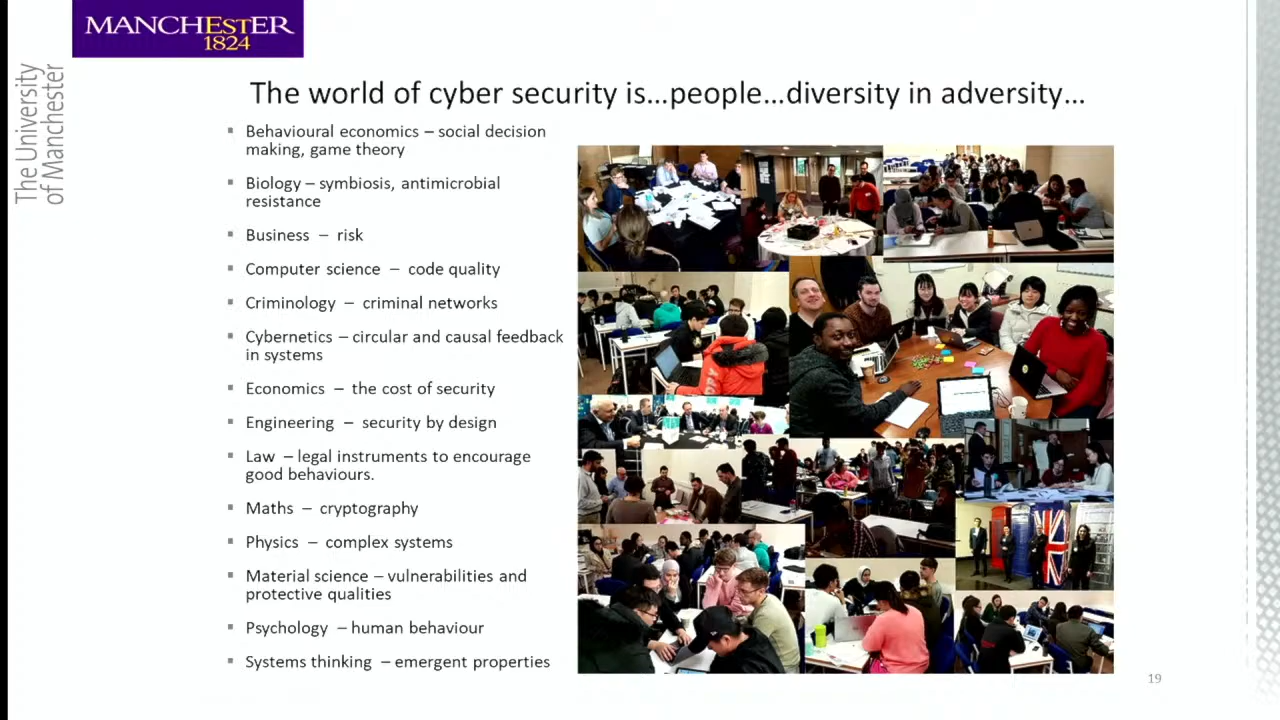 MANCHESTER
1824
The University
of Manchester
The world of cyber security is…people…diversity in adversity…
▪ Behavioural economics – social decision
making, game theory
▪ Biology – symbiosis, antimicrobial
resistance
▪ Business – risk
▪ Computer science – code quality
▪ Criminology – criminal networks
▪ Cybernetics – circular and causal feedback
in systems
▪ Economics – the cost of security
▪ Engineering – security by design
▪ Law – legal instruments to encourage
good behaviours.
▪ Maths – cryptography
▪ Physics – complex systems
▪ Material science – vulnerabilities and
protective qualities
▪ Psychology – human behaviour
▪ Systems thinking – emergent properties
19